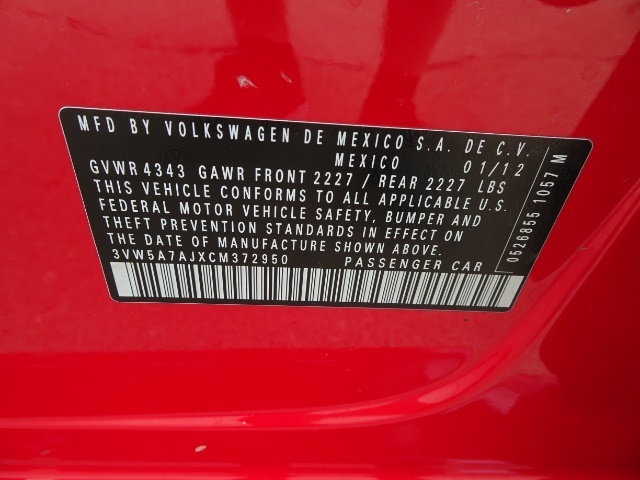 MFD BY VOLKSWAGEN DE MEXICO S.A. DE C.V.
MEXICO 01/12
GVWR 4343 GAWR FRONT 2227 / REAR 2227 LBS
THIS VEHICLE CONFORMS TO ALL APPLICABLE U.S.
FEDERAL MOTOR VEHICLE SAFETY, BUMPER AND
THEFT PREVENTION STANDARDS IN EFFECT ON
THE DATE OF MANUFACTURE SHOWN ABOVE.
3VW5A7AJXCM372950 PASSENGER CAR
0526855 1057 M